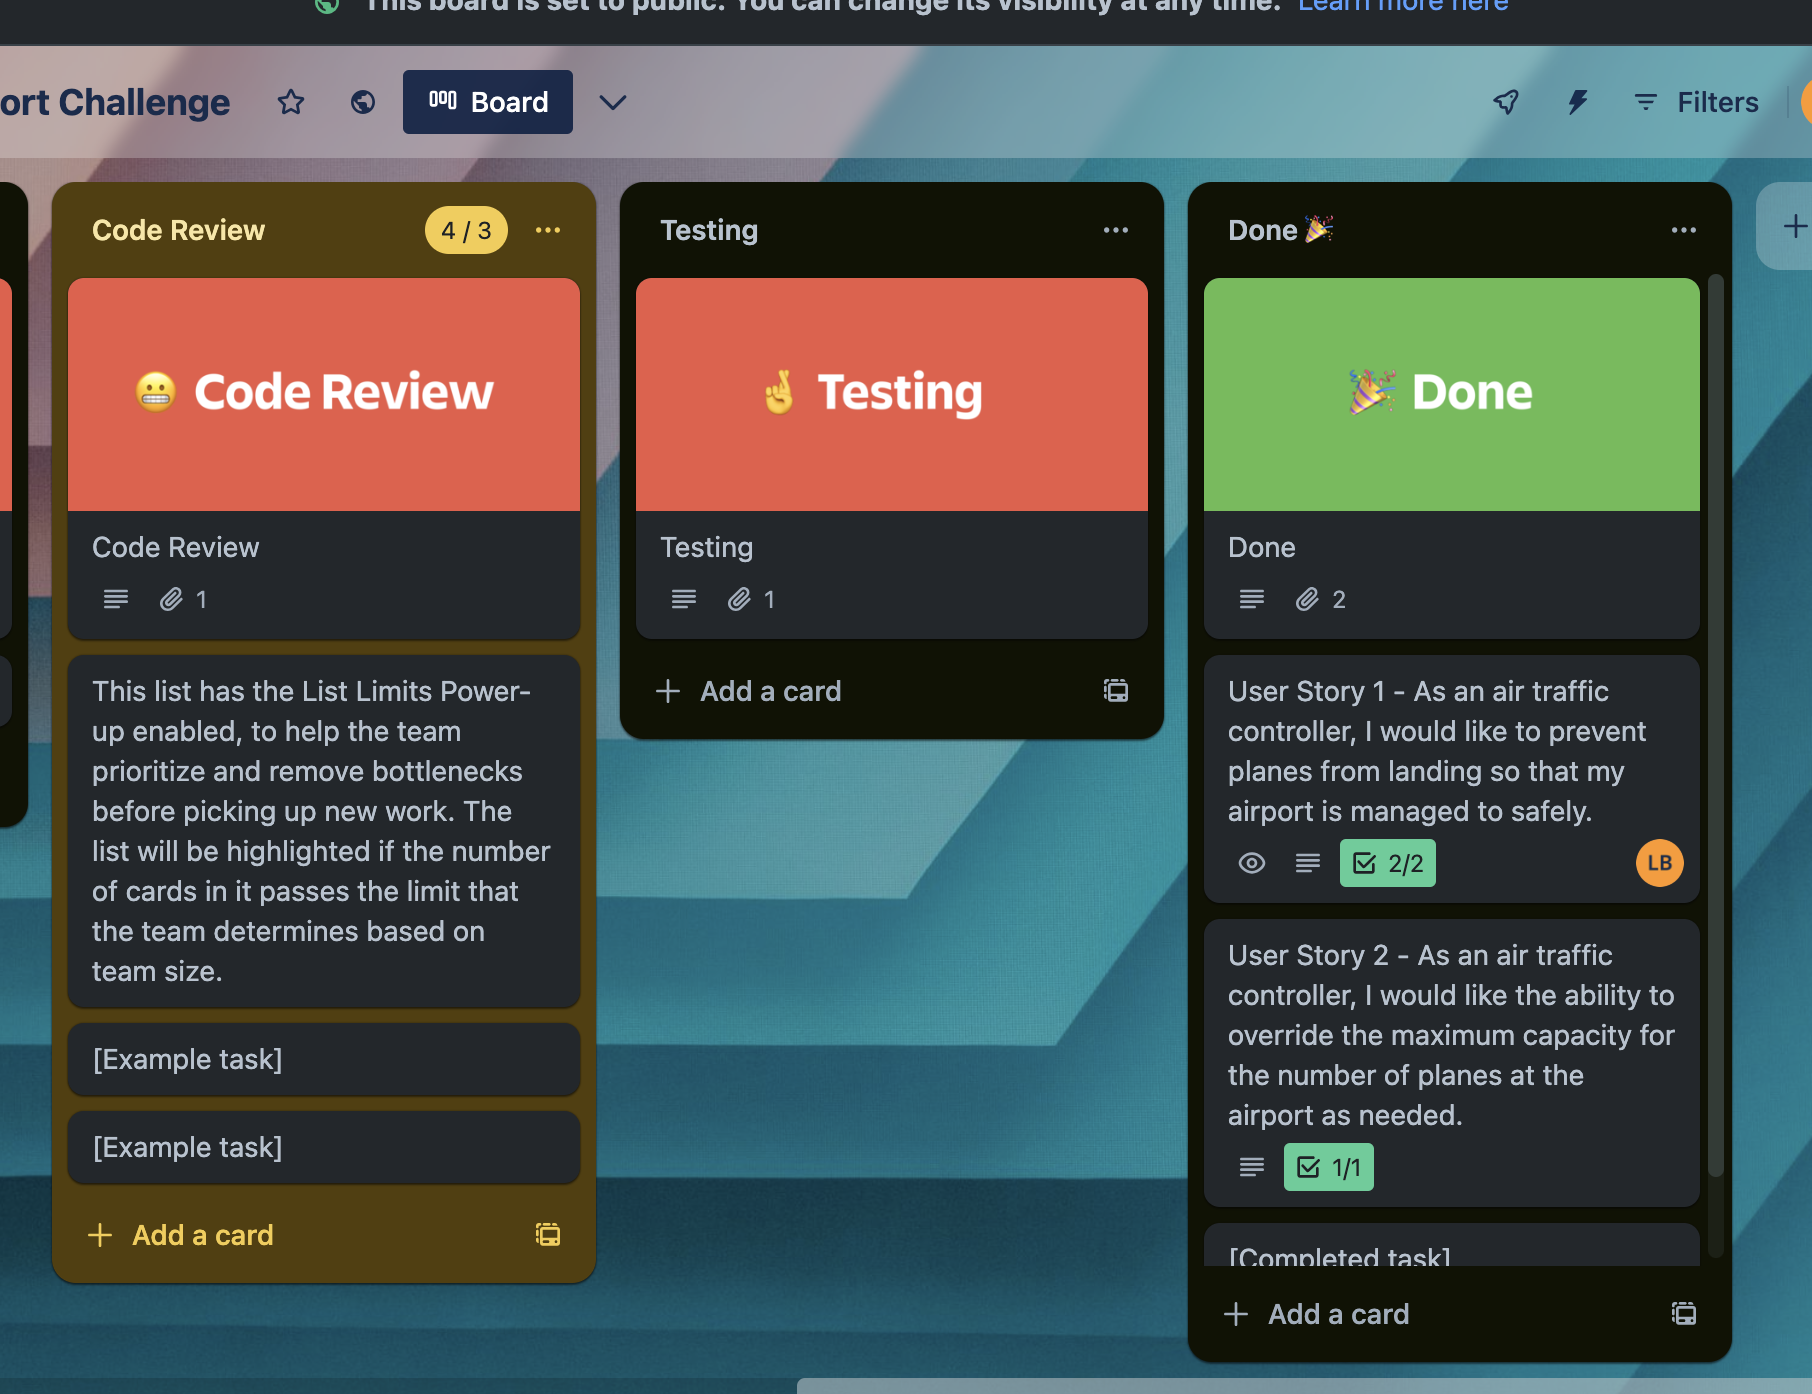 This board is set to public. You can change its visibility at any time. Learn more here
ort Challenge
Board
Filters
Code Review
4 / 3
😬 Code Review
Code Review
1
This list has the List Limits Power-
up enabled, to help the team
prioritize and remove bottlenecks
before picking up new work. The
list will be highlighted if the number
of cards in it passes the limit that
the team determines based on
team size.
[Example task]
[Example task]
Add a card
Testing
🤞 Testing
Testing
1
Add a card
Done🎉
🎉 Done
Done
2
User Story 1 - As an air traffic
controller, I would like to prevent
planes from landing so that my
airport is managed to safely.
2/2
LB
User Story 2 - As an air traffic
controller, I would like the ability to
override the maximum capacity for
the number of planes at the
airport as needed.
1/1
[Completed task]
Add a card